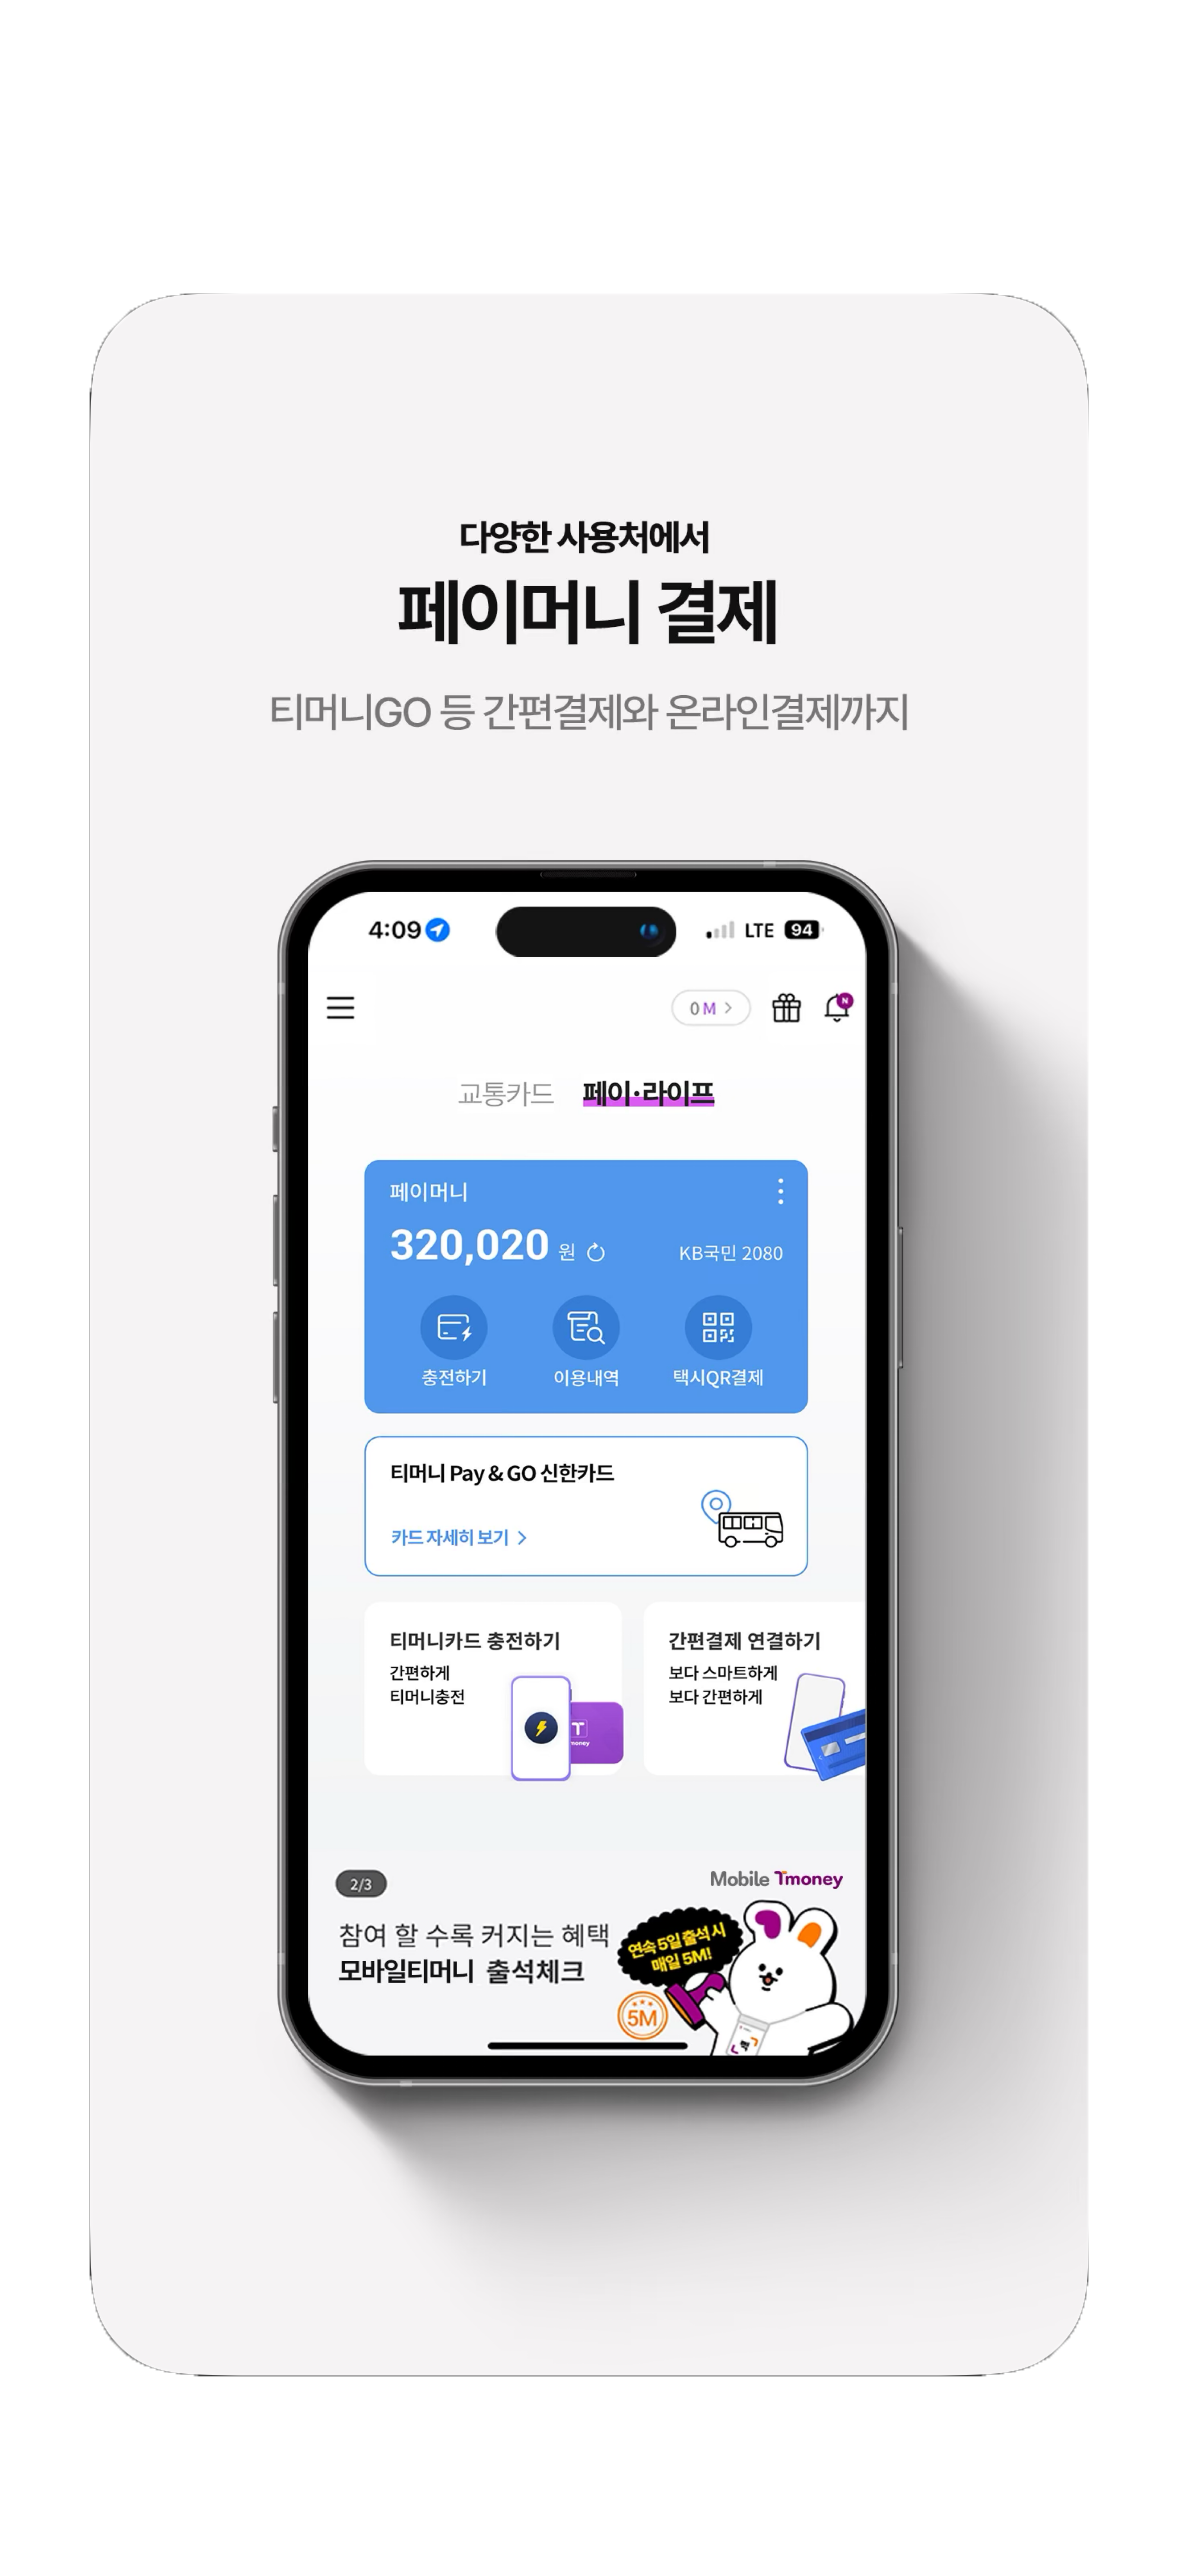 다양한 사용처에서
페이머니 결제
티머니GO 등 간편결제와 온라인결제까지
4:09 LTE 94
0 M >
N
교통카드 페이·라이프
페이머니
320,020 원 KB국민 2080
충전하기 이용내역 택시QR결제
티머니 Pay & GO 신한카드
카드 자세히 보기 >
티머니카드 충전하기
간편하게
티머니충전
T
money
간편결제 연결하기
보다 스마트하게
보다 간편하게
2/3
Mobile Tmoney
참여 할 수록 커지는 혜택
모바일티머니 출석체크
연속 5일 출석 시
매일 5M!
5M